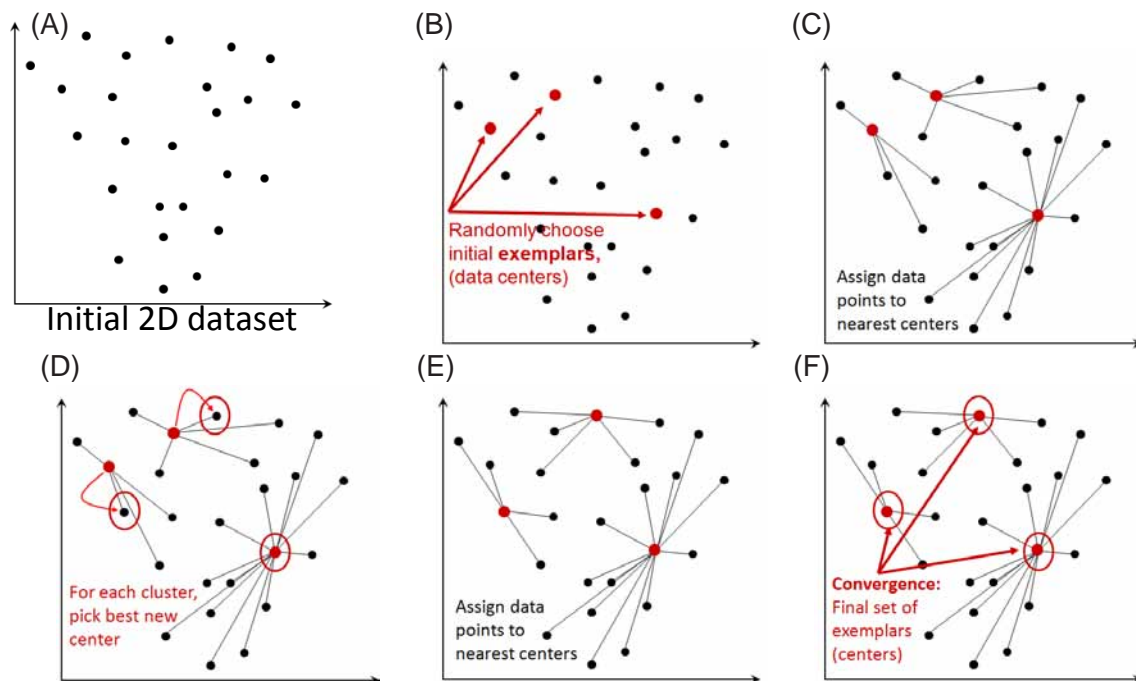 (A)
Initial 2D dataset
(B)
Randomly choose
initial exemplars,
(data centers)
(C)
Assign data
points to
nearest centers
(D)
For each cluster,
pick best new
center
(E)
Assign data
points to
nearest centers
(F)
Convergence:
Final set of
exemplars
(centers)